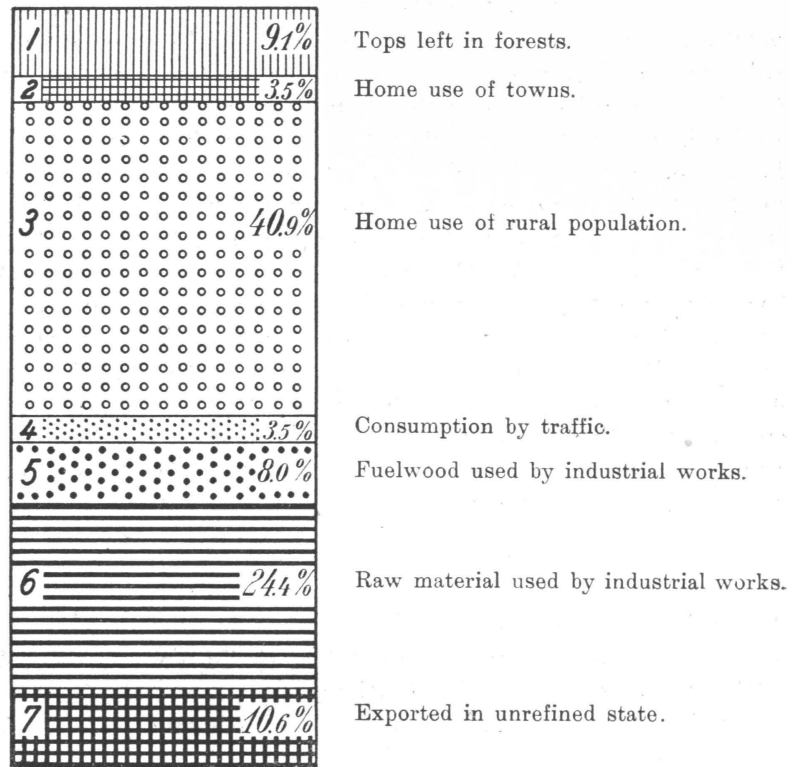 1 9.1% Tops left in forests.
2 3.5% Home use of towns.
3 40.9% Home use of rural population.
4 3.5% Consumption by traffic.
5 8.0% Fuelwood used by industrial works.
6 24.4% Raw material used by industrial works.
7 10.6% Exported in unrefined state.